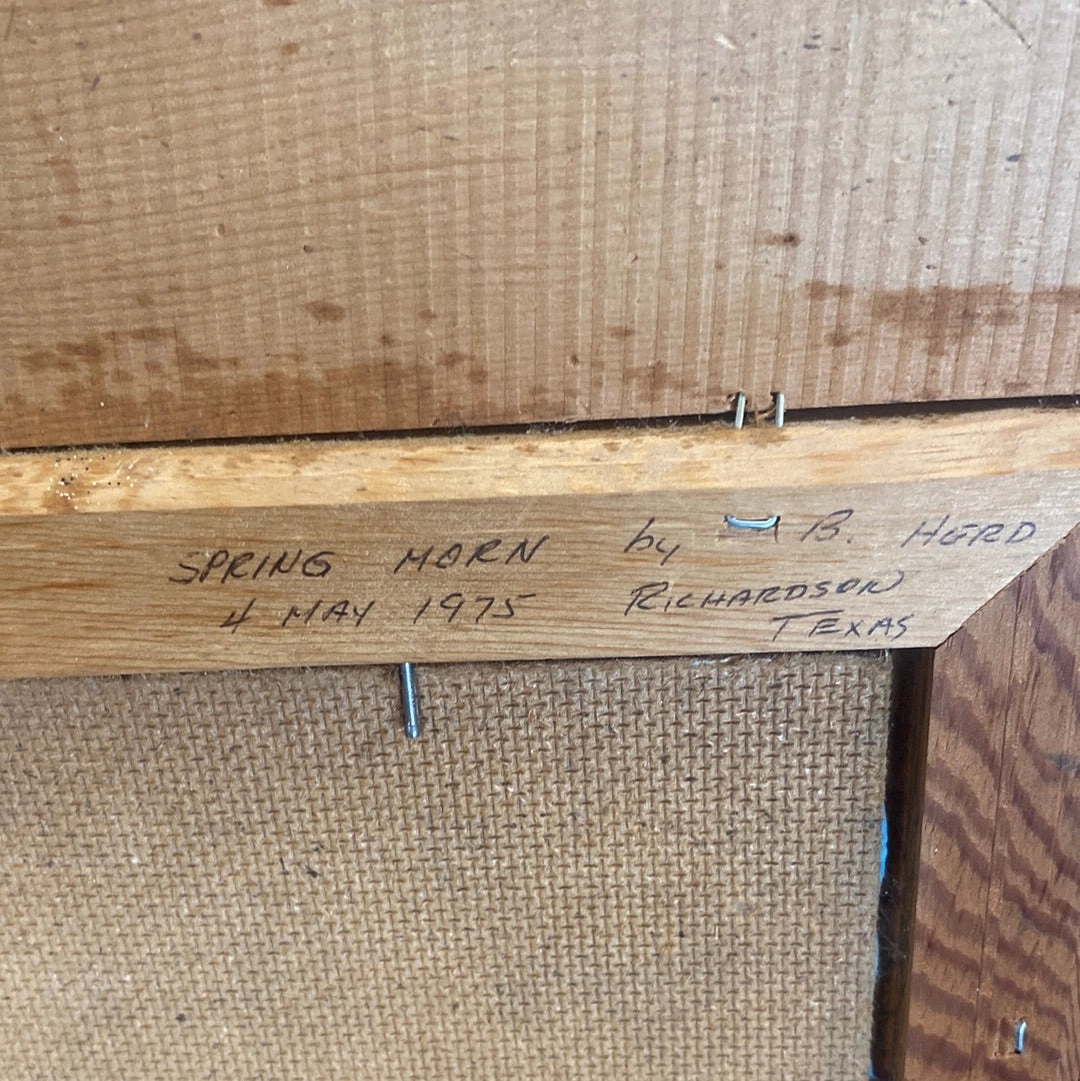 SPRING MORN by B. HERD
4 MAY 1975 RICHARDSON
TEXAS